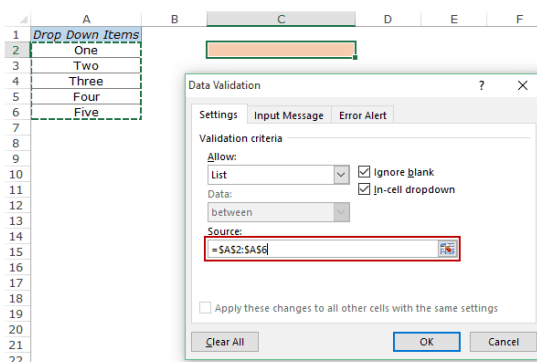 A B C D E F
1 Drop Down Items
2 One
3 Two
4 Three
5 Four
6 Five
7
8
9
10
11
12
13
14
15
16
17
18
19
20
21
22
Data Validation ? X
Settings Input Message Error Alert
Validation criteria
Allow:
List Ignore blank
Data: In-cell dropdown
between
Source:
=$A$2:$A$6
Apply these changes to all other cells with the same settings
Clear All OK Cancel